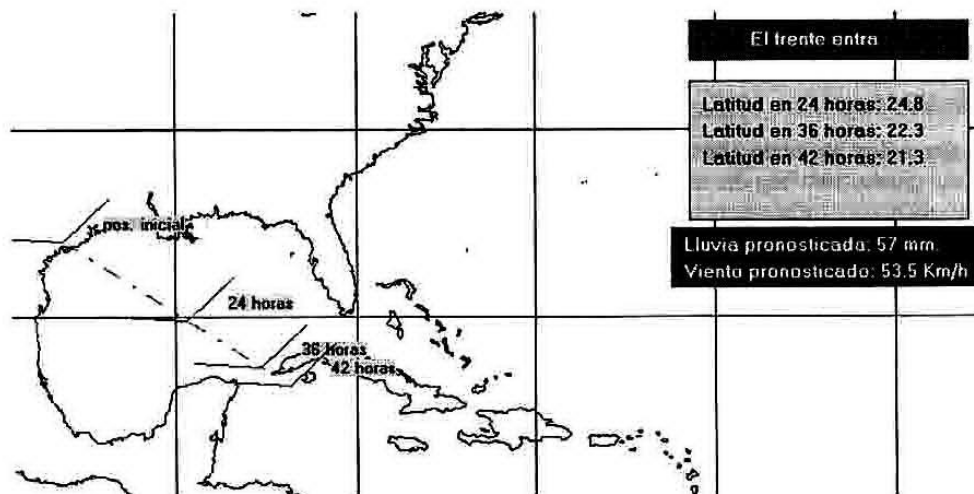 El frente entra
Latitud en 24 horas: 24.8
Latitud en 36 horas: 22.3
Latitud en 42 horas: 21.3
Lluvia pronosticada: 57 mm.
Viento pronosticado: 53.5 Km/h
pos. inicial
24 horas
36 horas
42 horas